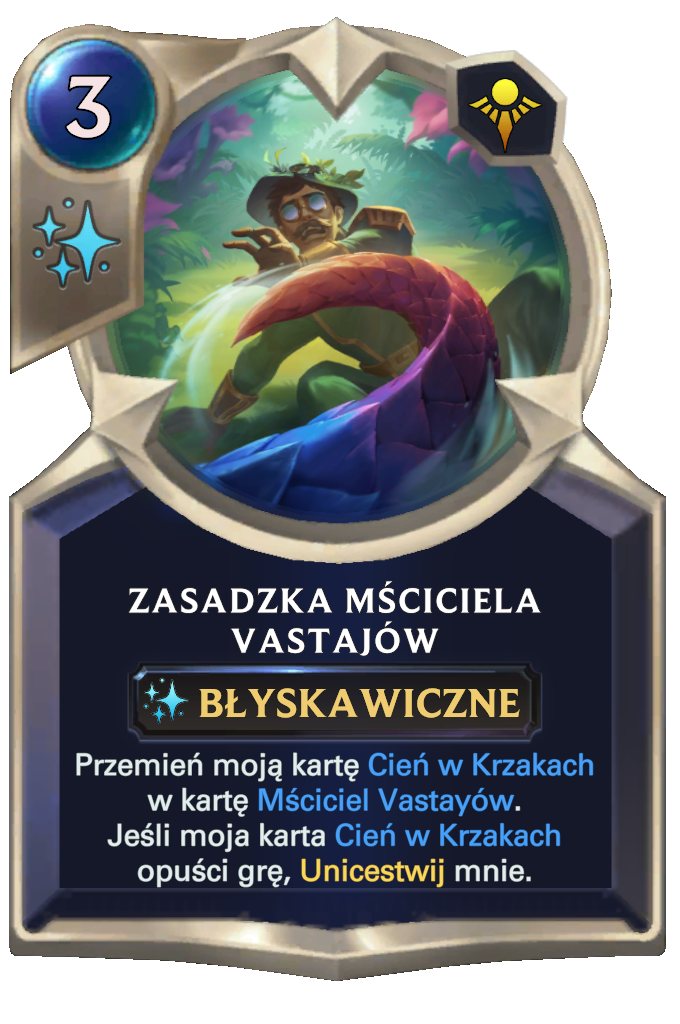 3
ZASADZKA MŚCICIELA
VASTAJÓW
BŁYSKAWICZNE
Przemień moją kartę Cień w Krzakach
w kartę Mściciel Vastayów.
Jeśli moja karta Cień w Krzakach
opuści grę, Unicestwij mnie.